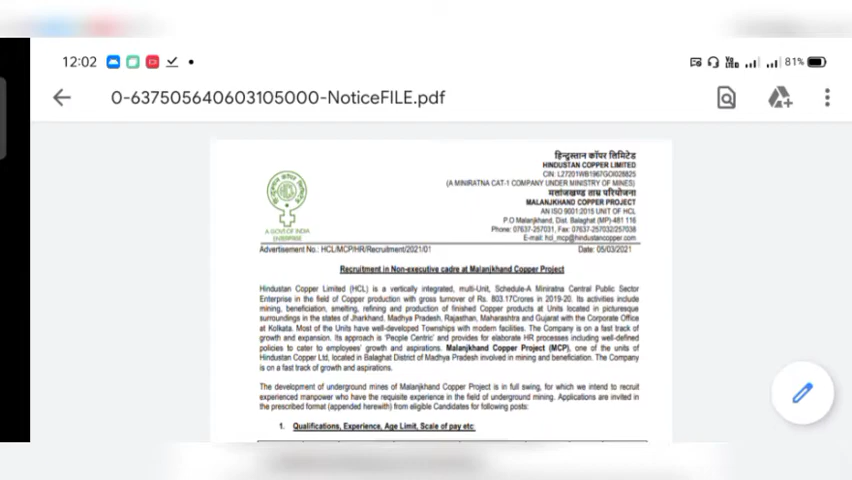 12:02
81%
0-637505640603105000-NoticeFILE.pdf
हिन्दुस्तान कॉपर लिमिटेड
HINDUSTAN COPPER LIMITED
CIN: L27201WB1967GOI028825
(A MINIRATNA CAT-1 COMPANY UNDER MINISTRY OF MINES)
मलांजखण्ड ताम्र परियोजना
MALANJKHAND COPPER PROJECT
AN ISO 9001:2015 UNIT OF HCL
P.O Malanjkhand, Dist. Balaghat (MP)-481 116
Phone: 07637-257031, Fax: 07637-257032/257038
E-mail: hcl_mcp@hindustancopper.com
A GOVT. OF INDIA
ENTERPRISE
Advertisement No.: HCL/MCP/HR/Recruitment/2021/01 Date: 05/03/2021
Recruitment in Non-executive cadre at Malanjkhand Copper Project
Hindustan Copper Limited (HCL) is a vertically integrated, multi-Unit, Schedule-A Miniratna Central Public Sector
Enterprise in the field of Copper production with gross turnover of Rs. 803.17Crores in 2019-20. Its activities include
mining, beneficiation, smelting, refining and production of finished Copper products at Units located in picturesque
surroundings in the states of Jharkhand, Madhya Pradesh, Rajasthan, Maharashtra and Gujarat with the Corporate Office
at Kolkata. Most of the Units have well-developed Townships with modern facilities. The Company is on a fast track of
growth and expansion. Its approach is 'People Centric' and provides for elaborate HR processes including well-defined
policies to cater to employees' growth and aspirations. Malanjkhand Copper Project (MCP), one of the units of
Hindustan Copper Ltd, located in Balaghat District of Madhya Pradesh involved in mining and beneficiation. The Company
is on a fast track of growth and aspirations.
The development of underground mines of Malanjkhand Copper Project is in full swing, for which we intend to recruit
experienced manpower who have the requisite experience in the field of underground mining. Applications are invited in
the prescribed format (appended herewith) from eligible Candidates for following posts:
1. Qualifications, Experience, Age Limit, Scale of pay etc